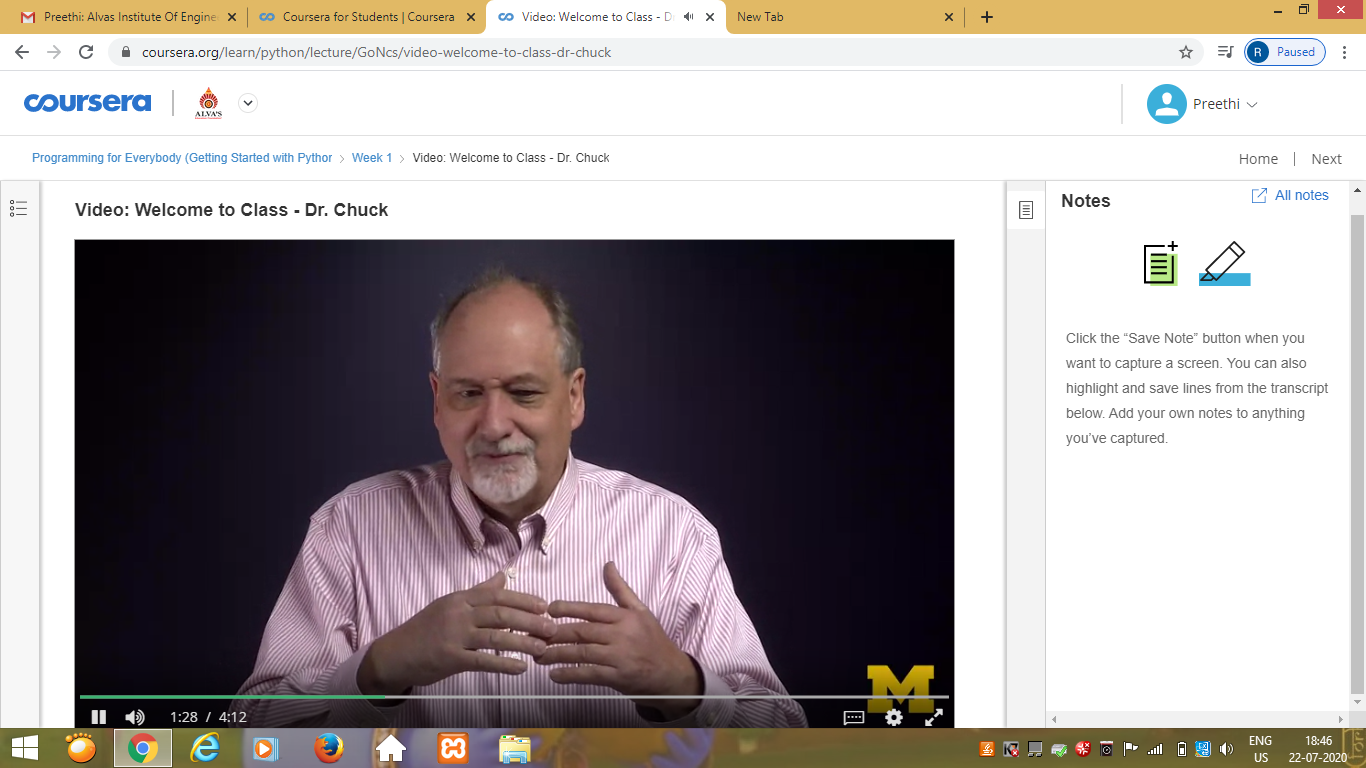 Preethi: Alvas Institute Of Engine
Coursera for Students | Coursera
Video: Welcome to Class - D
New Tab
coursera.org/learn/python/lecture/GoNcs/video-welcome-to-class-dr-chuck
R Paused
coursera
ALVA'S
Preethi
Programming for Everybody (Getting Started with Python
Week 1
Video: Welcome to Class - Dr. Chuck
Home | Next
Video: Welcome to Class - Dr. Chuck
Notes
All notes
Click the “Save Note” button when you
want to capture a screen. You can also
highlight and save lines from the transcript
below. Add your own notes to anything
you’ve captured.
M
1:28 / 4:12
ENG
US
18:46
22-07-2020